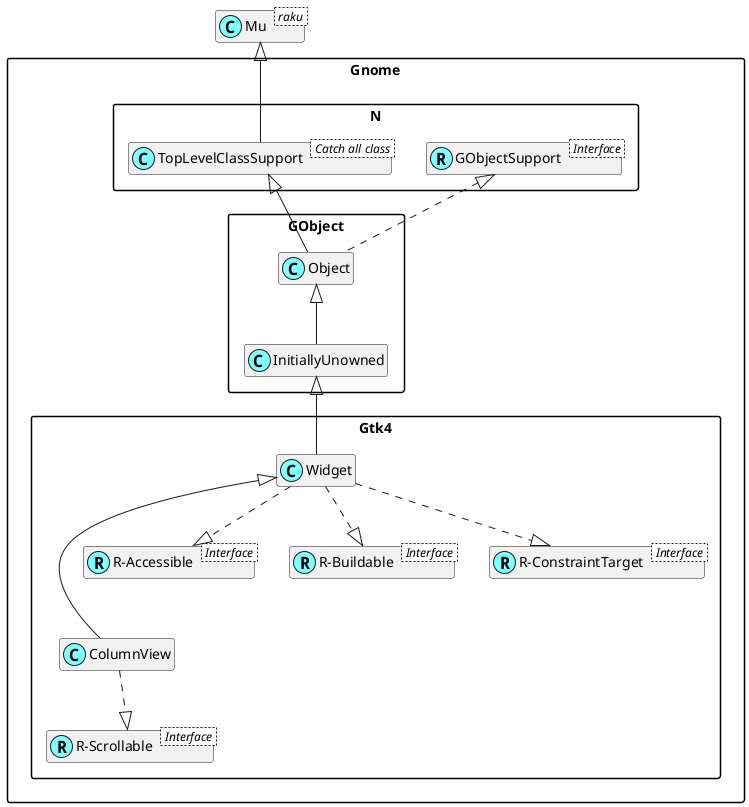 C Mu raku
Gnome
N
C TopLevelClassSupport Catch all class
R GObjectSupport Interface
GObject
C Object
C InitiallyUnowned
Gtk4
C Widget
R R-Accessible Interface
R R-Buildable Interface
R R-ConstraintTarget Interface
C ColumnView
R R-Scrollable Interface